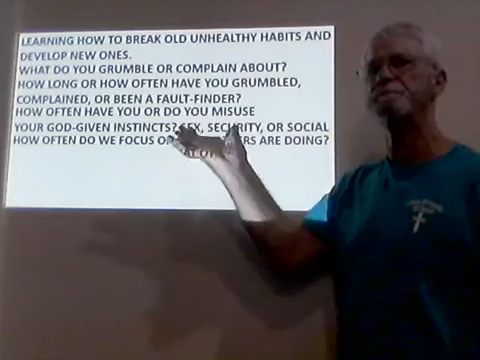 LEARNING HOW TO BREAK OLD UNHEALTHY HABITS AND
DEVELOP NEW ONES.
WHAT DO YOU GRUMBLE OR COMPLAIN ABOUT?
HOW LONG OR HOW OFTEN HAVE YOU GRUMBLED,
COMPLAINED, OR BEEN A FAULT-FINDER?
HOW OFTEN HAVE YOU OR DO YOU MISUSE
YOUR GOD-GIVEN INSTINCTS? SEX, SECURITY, OR SOCIAL
HOW OFTEN DO WE FOCUS ARE DOING?